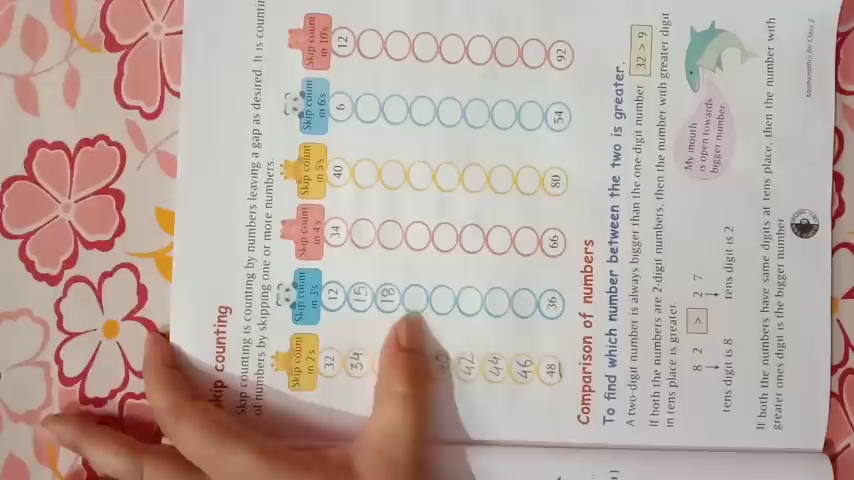 Skip counting
Skip counting is counting by numbers leaving a gap as desired. It is
of numbers by skipping one or more numbers.
Skip count in 2's
32
34
42
44
46
48
Skip count in 3's
12
15
18
36
Skip count in 4's
34
66
Skip count in 5's
40
80
Skip count in 6's
6
54
Skip count in 10's
12
92
Comparison of numbers
To find which number between the two is greater.
A two-digit number is always bigger than the one-digit number 32 > 9
If both the numbers are 2-digit numbers, then the number with greater digit
in tens place is greater.
8 2 > 2 7
tens digit is 8 tens digit is 2
My mouth
is open towards
bigger number
If both the numbers have same digits at tens place, then the number with
greater ones digit is the bigger number
Mathematics for Class 2